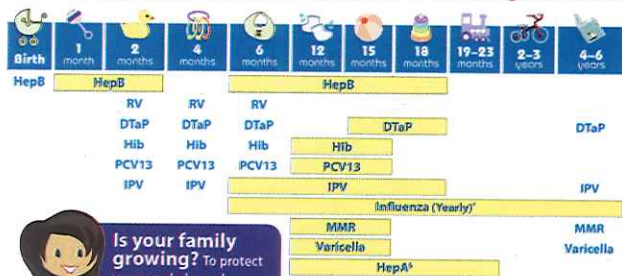 Birth 1 month 2 months 4 months 6 months 12 months 15 months 18 months 19–23 months 2–3 years 4–6 years
HepB HepB HepB
RV RV RV
DTaP DTaP DTaP DTaP DTaP
Hib Hib Hib Hib
PCV13 PCV13 PCV13 PCV13
IPV IPV IPV IPV
Influenza (Yearly)*
MMR MMR
Varicella Varicella
HepA§
Is your family
growing? To protect